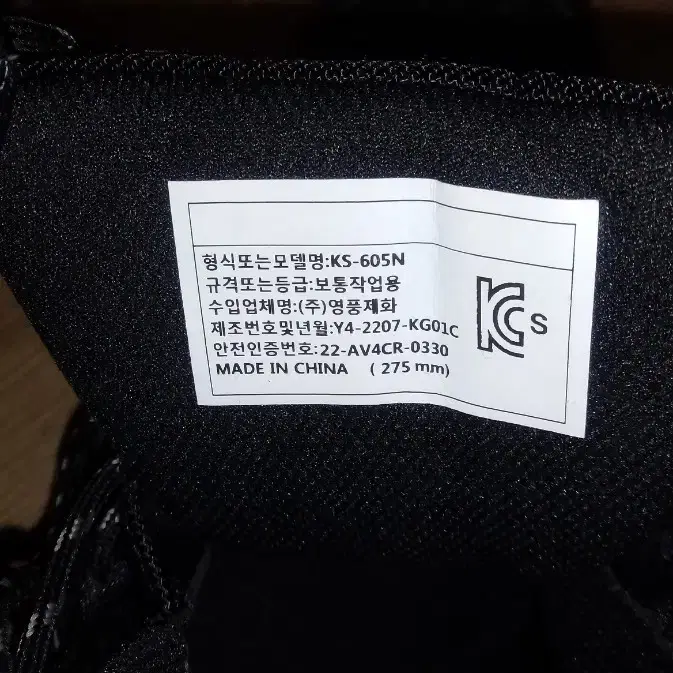 형식또는모델명:KS-605N
규격또는등급:보통작업용
수입업체명:(주)영풍제화
제조번호및년월:Y4-2207-KG01C
안전인증번호:22-AV4CR-0330
MADE IN CHINA ( 275 mm)
KC s